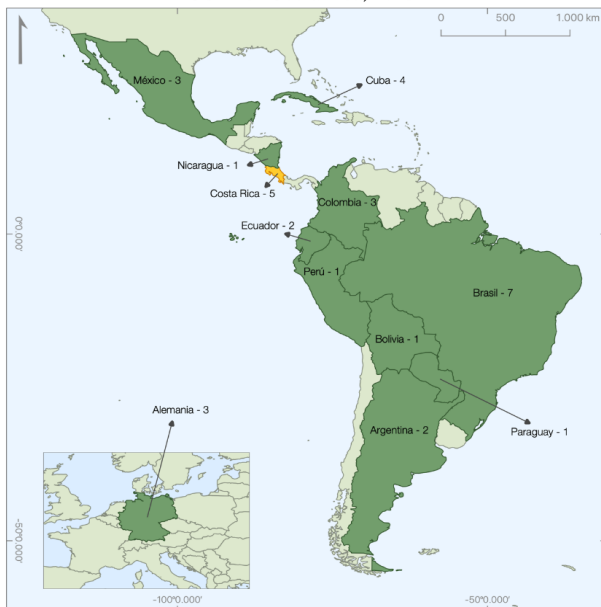 0 500 1.000 km
México - 3
Cuba - 4
Nicaragua - 1
Costa Rica - 5
Colombia - 3
Ecuador - 2
0°0.000'
Perú - 1
Brasil - 7
Bolivia - 1
Alemania - 3
Argentina - 2
Paraguay - 1
-50°0.000'
-100°0.000'
-50°0.000'